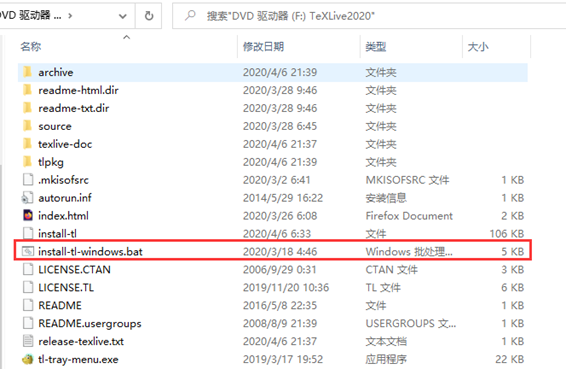 DVD 驱动器 ... › 搜索"DVD 驱动器 (F:) TeXLive2020"
名称 修改日期 类型 大小
archive 2020/4/6 21:39 文件夹
readme-html.dir 2020/3/28 9:46 文件夹
readme-txt.dir 2020/3/28 9:46 文件夹
source 2020/3/28 6:45 文件夹
texlive-doc 2020/4/6 21:37 文件夹
tlpkg 2020/4/6 21:39 文件夹
.mkisofsrc 2020/3/2 6:41 MKISOFSRC 文件 1 KB
autorun.inf 2014/5/29 16:22 安装信息 1 KB
index.html 2020/3/26 6:08 Firefox Document 2 KB
install-tl 2020/4/6 6:33 文件 106 KB
install-tl-windows.bat 2020/3/18 4:46 Windows 批处理... 5 KB
LICENSE.CTAN 2006/9/29 0:31 CTAN 文件 3 KB
LICENSE.TL 2019/11/20 10:36 TL 文件 6 KB
README 2016/5/8 22:35 文件 1 KB
README.usergroups 2008/8/9 21:39 USERGROUPS 文... 1 KB
release-texlive.txt 2020/4/6 21:37 文本文档 1 KB
tl-tray-menu.exe 2019/3/17 19:52 应用程序 22 KB